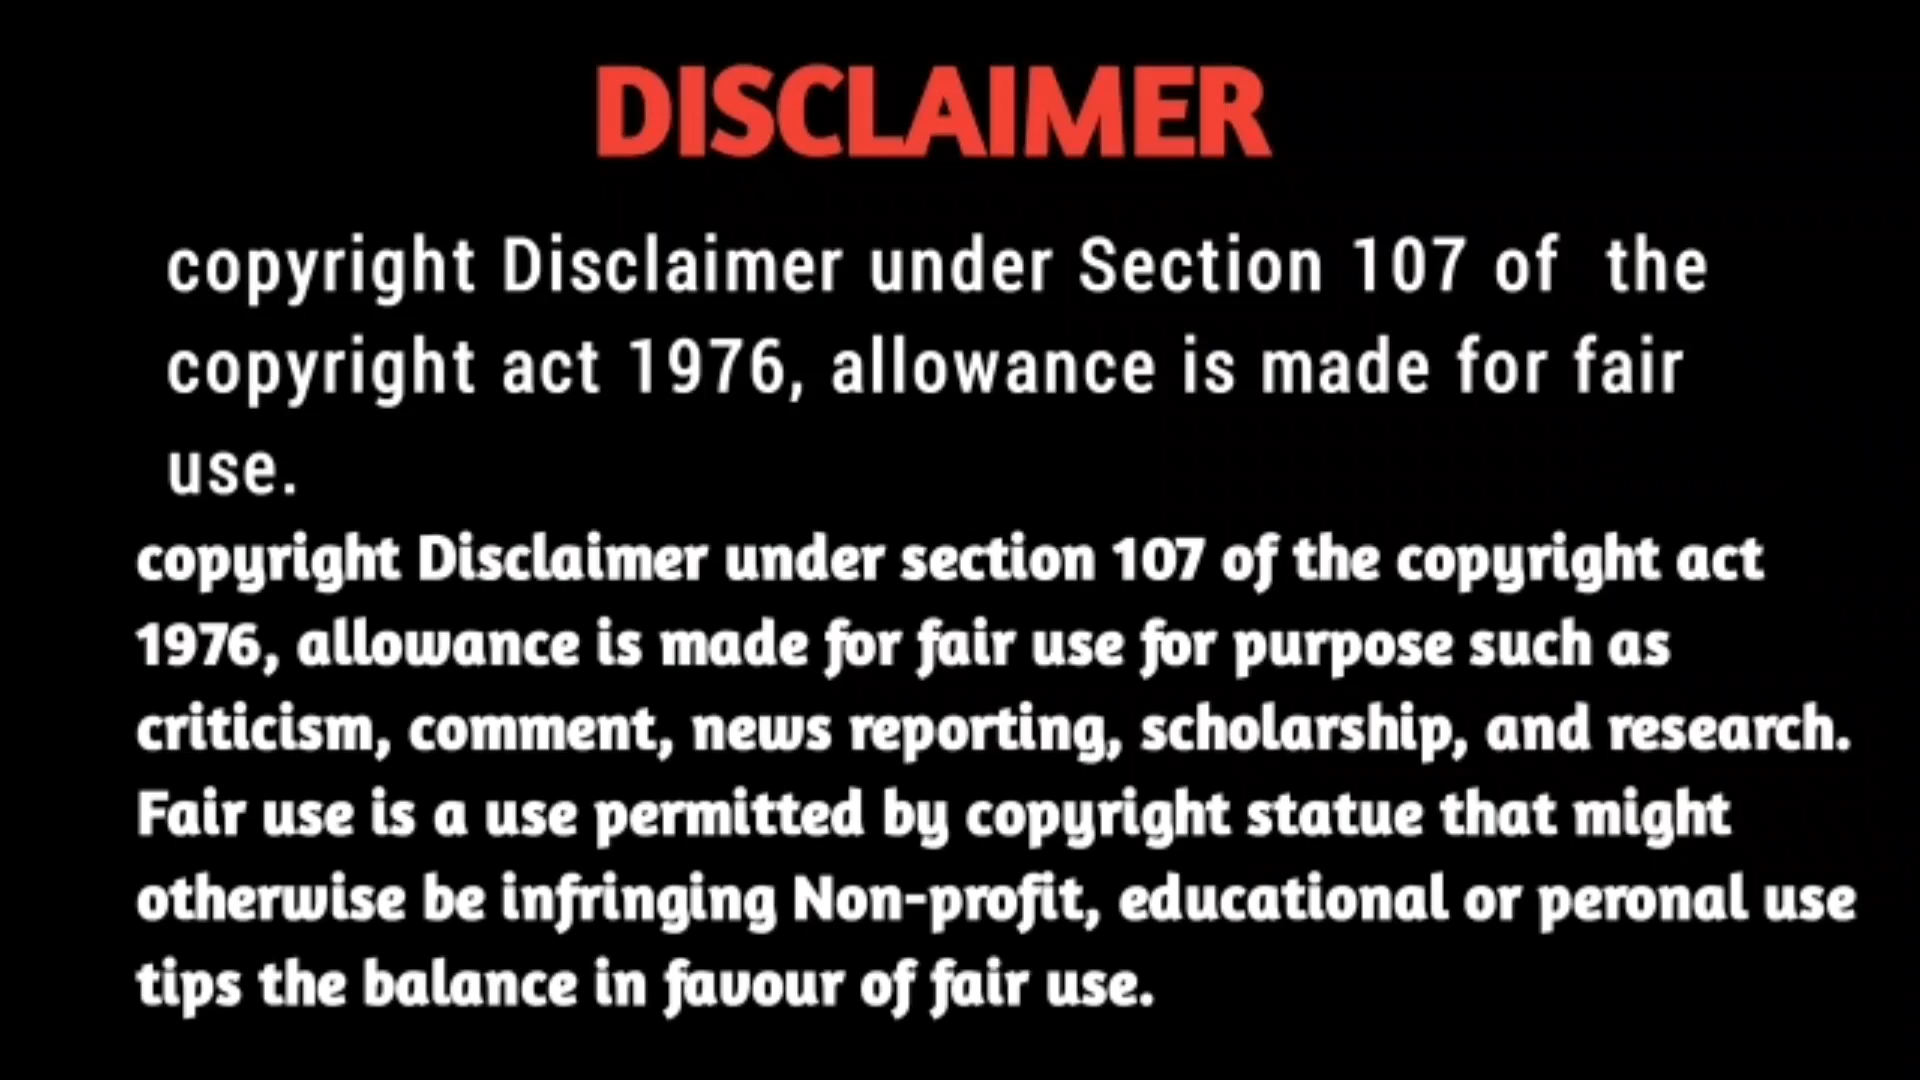 DISCLAIMER
copyright Disclaimer under Section 107 of the
copyright act 1976, allowance is made for fair
use.
copyright Disclaimer under section 107 of the copyright act
1976, allowance is made for fair use for purpose such as
criticism, comment, news reporting, scholarship, and research.
Fair use is a use permitted by copyright statue that might
otherwise be infringing Non-profit, educational or peronal use
tips the balance in favour of fair use.